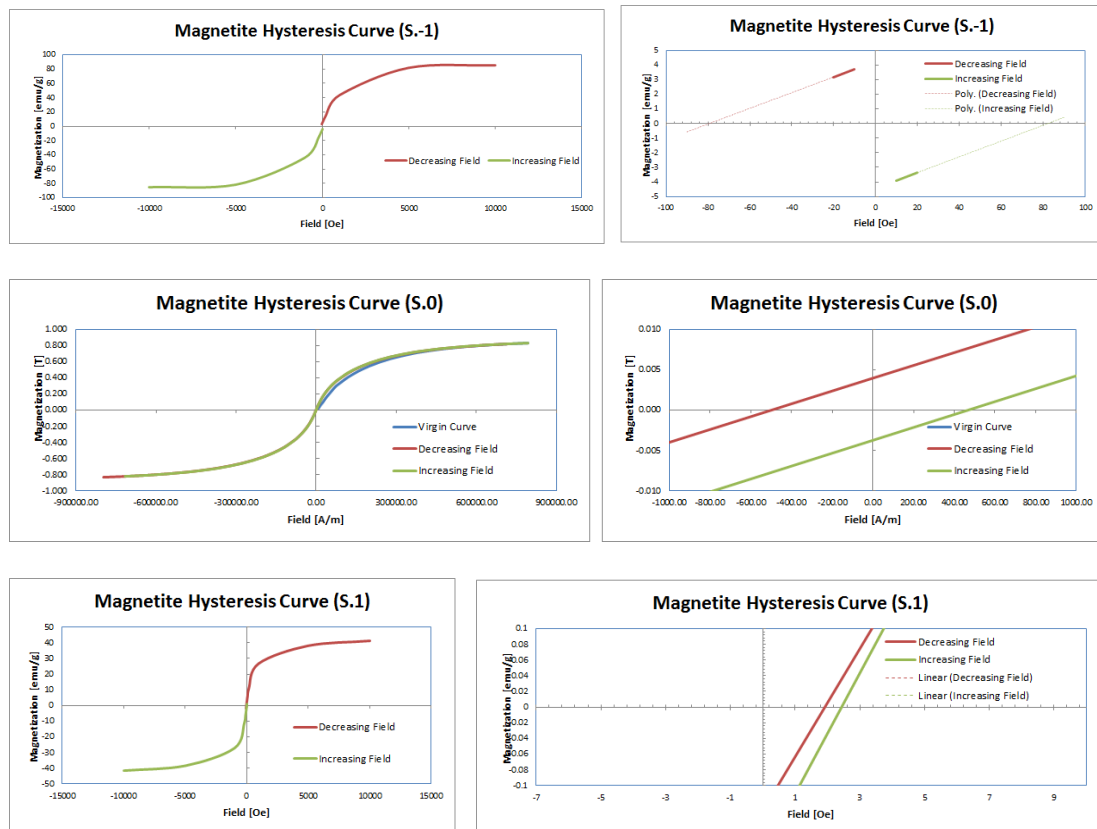 Magnetite Hysteresis Curve (S.-1)
Magnetization [emu/g]
100
80
60
40
20
0
-20
-40
-60
-80
-100
-15000 -10000 -5000 0 5000 10000 15000
Field [Oe]
Decreasing Field
Increasing Field
Magnetite Hysteresis Curve (S.-1)
Magnetization [emu/g]
5
4
3
2
1
0
-1
-2
-3
-4
-5
-100 -80 -60 -40 -20 0 20 40 60 80 100
Field [Oe]
Decreasing Field
Increasing Field
Poly. (Decreasing Field)
Poly. (Increasing Field)
Magnetite Hysteresis Curve (S.0)
Magnetization [T]
1.000
0.800
0.600
0.400
0.200
0.000
-0.200
-0.400
-0.600
-0.800
-1.000
-900000.00 -600000.00 -300000.00 0.00 300000.00 600000.00 900000.00
Field [A/m]
Virgin Curve
Decreasing Field
Increasing Field
Magnetite Hysteresis Curve (S.0)
Magnetization [T]
0.010
0.005
0.000
-0.005
-0.010
-1000.00 -800.00 -600.00 -400.00 -200.00 0.00 200.00 400.00 600.00 800.00 1000.00
Field [A/m]
Virgin Curve
Decreasing Field
Increasing Field
Magnetite Hysteresis Curve (S.1)
Magnetization [emu/g]
50
40
30
20
10
0
-10
-20
-30
-40
-50
-15000 -10000 -5000 0 5000 10000 15000
Field [Oe]
Decreasing Field
Increasing Field
Magnetite Hysteresis Curve (S.1)
Magnetization [emu/g]
0.1
0.08
0.06
0.04
0.02
0
-0.02
-0.04
-0.06
-0.08
-0.1
-7 -5 -3 -1 1 3 5 7 9
Field [Oe]
Decreasing Field
Increasing Field
Linear (Decreasing Field)
Linear (Increasing Field)